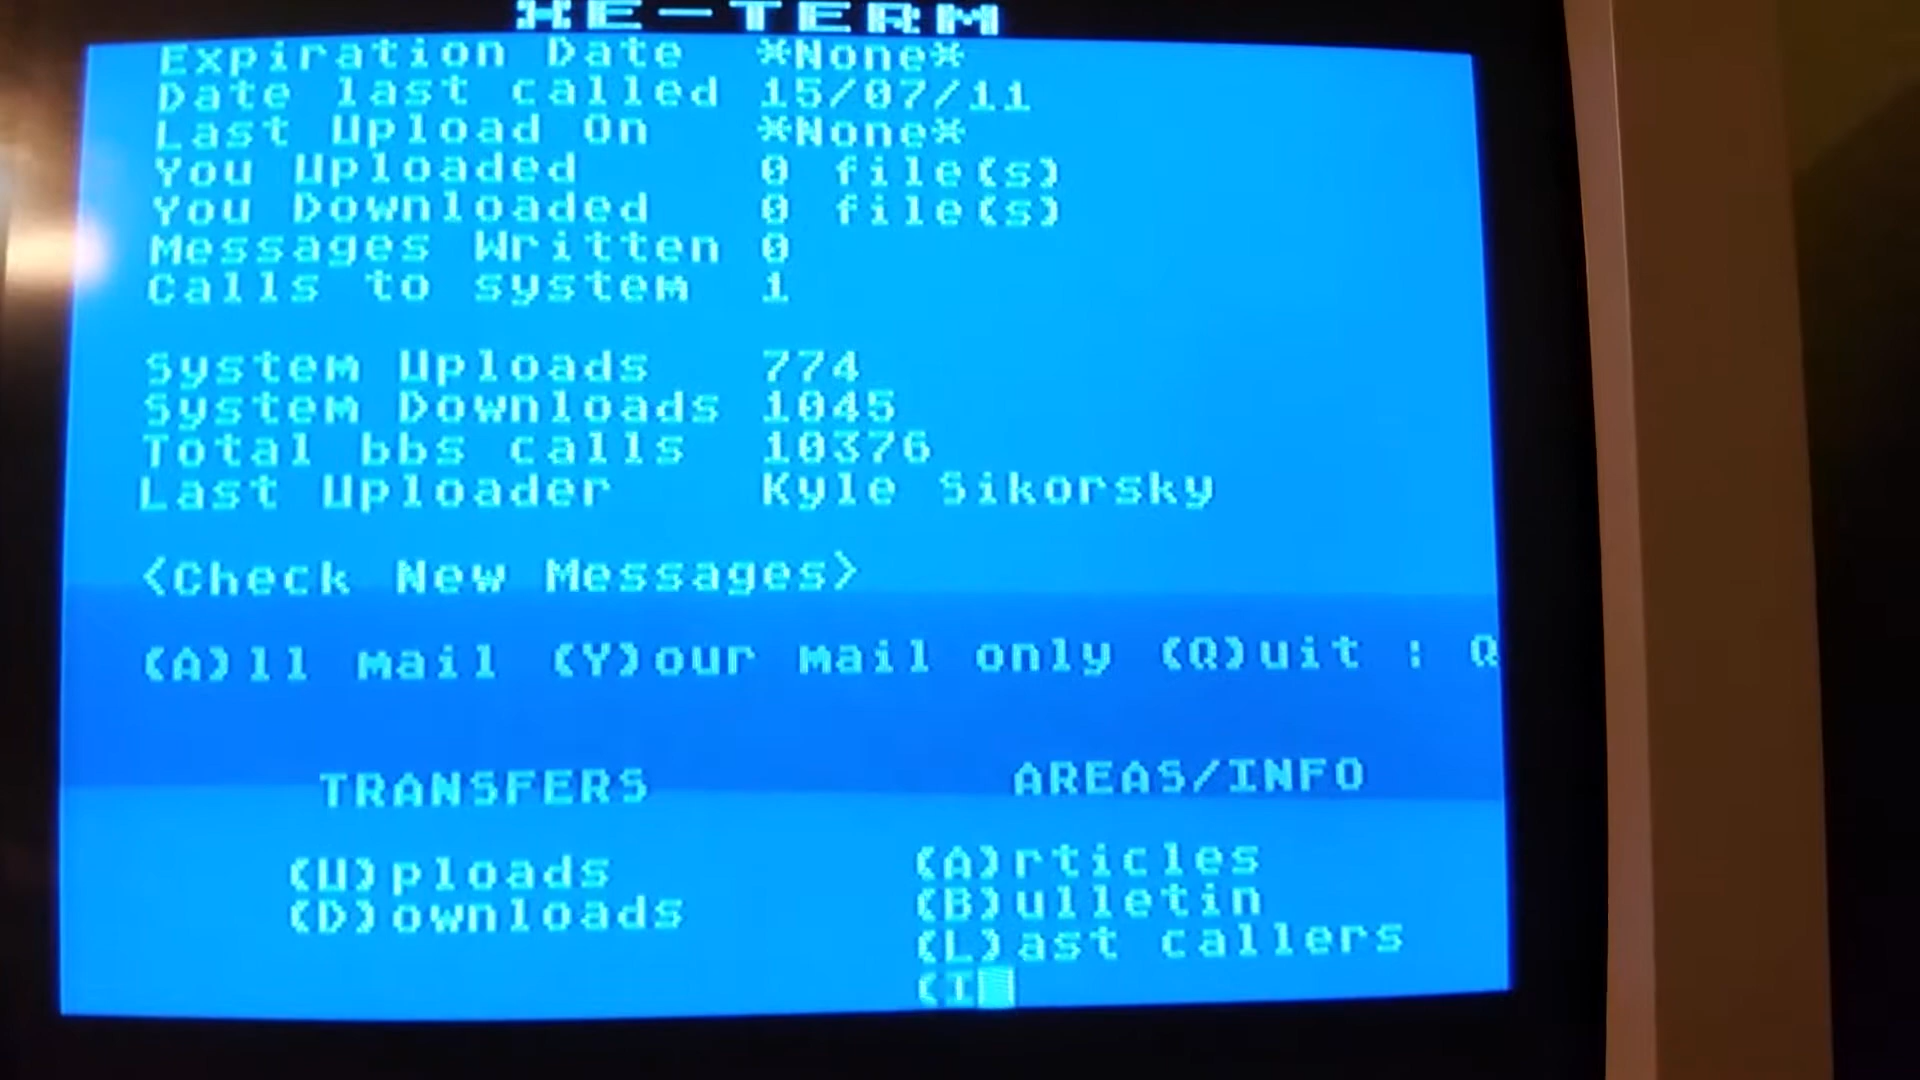 XE-TERM
Expiration Date *None*
Date last called 15/07/11
Last Upload On *None*
You Uploaded 0 file(s)
You Downloaded 0 file(s)
Messages Written 0
Calls to system 1
System Uploads 774
System Downloads 1045
Total bbs calls 10376
Last Uploader Kyle Sikorsky
<Check New Messages>
(A)ll mail (Y)our mail only (Q)uit : Q
TRANSFERS AREAS/INFO
(U)ploads (A)rticles
(D)ownloads (B)ulletin
(L)ast callers
(I